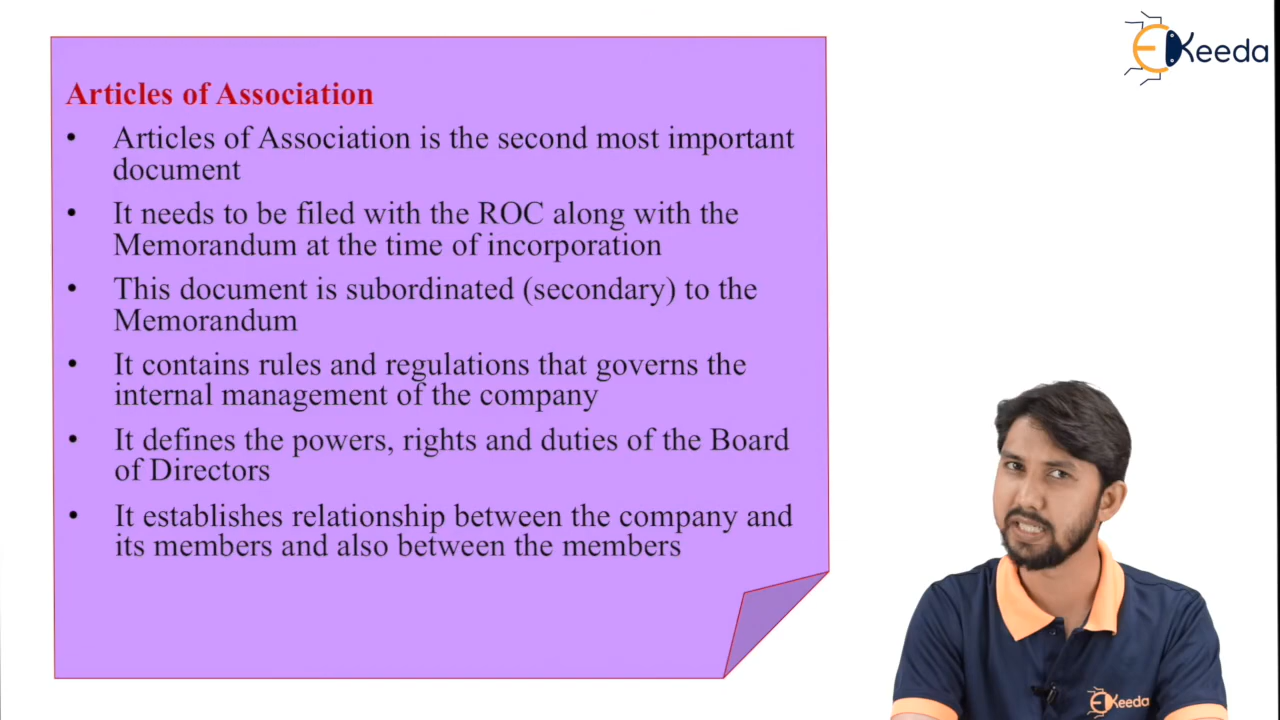 EKeeda
Articles of Association
• Articles of Association is the second most important
document
• It needs to be filed with the ROC along with the
Memorandum at the time of incorporation
• This document is subordinated (secondary) to the
Memorandum
• It contains rules and regulations that governs the
internal management of the company
• It defines the powers, rights and duties of the Board
of Directors
• It establishes relationship between the company and
its members and also between the members
EKeeda